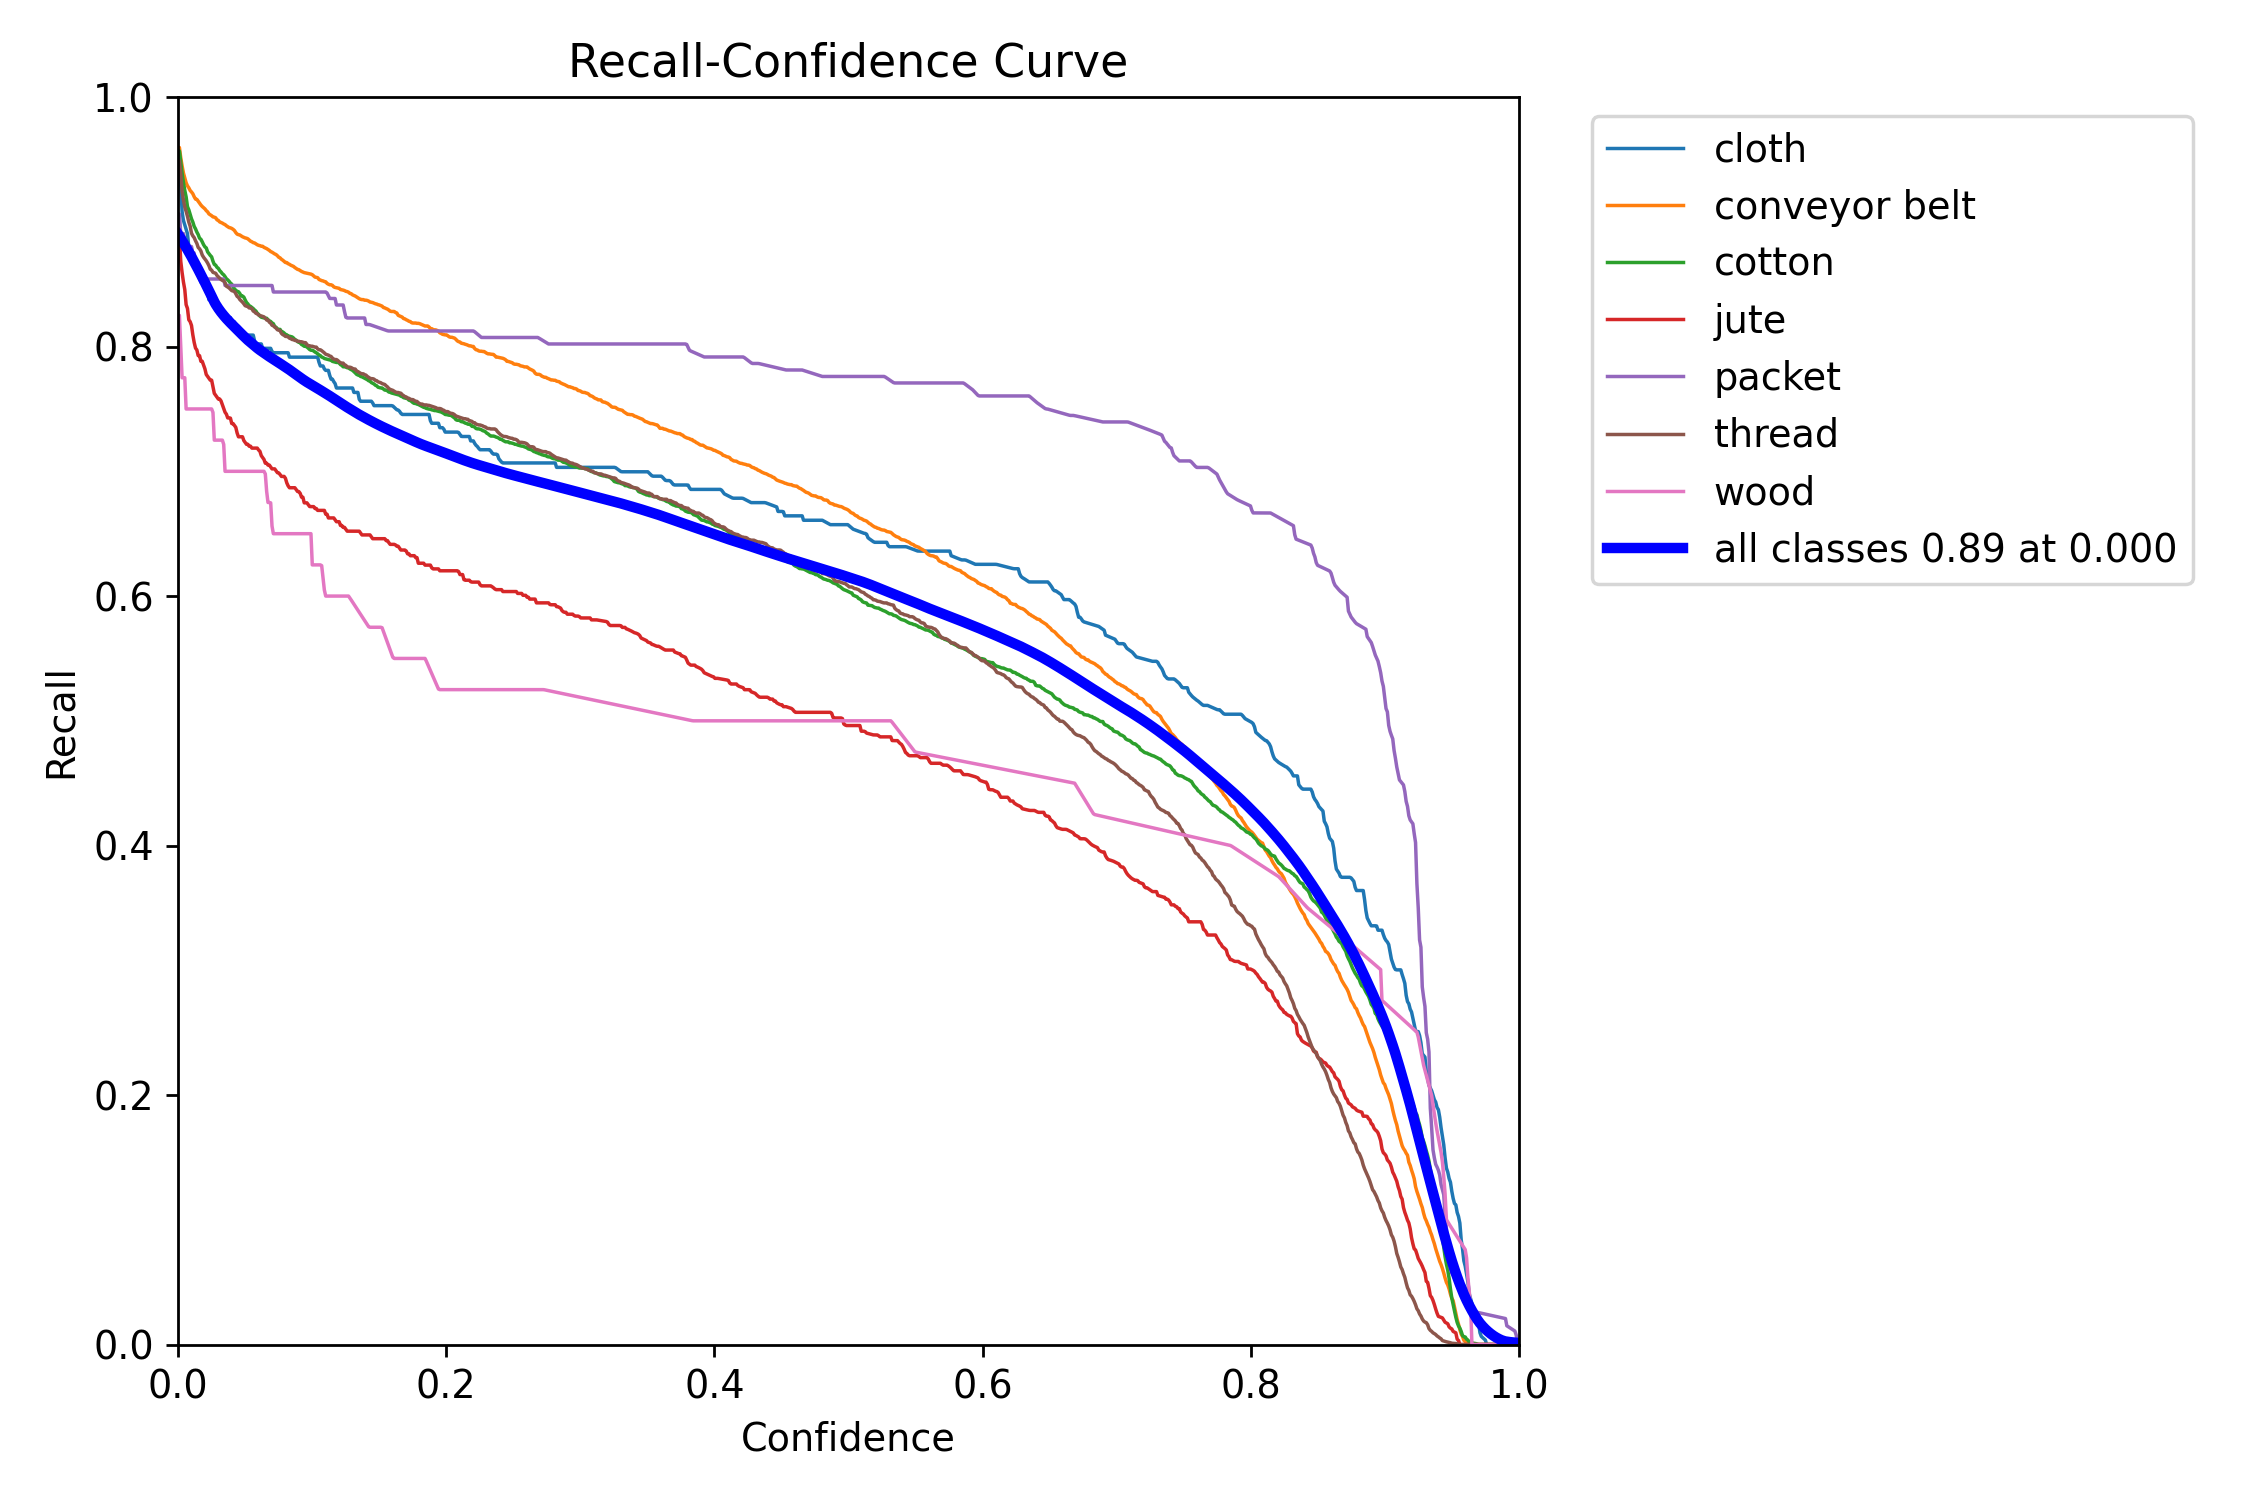 Recall-Confidence Curve
1.0
0.8
0.6
0.4
0.2
0.0
Recall
0.0 0.2 0.4 0.6 0.8 1.0
Confidence
cloth
conveyor belt
cotton
jute
packet
thread
wood
all classes 0.89 at 0.000